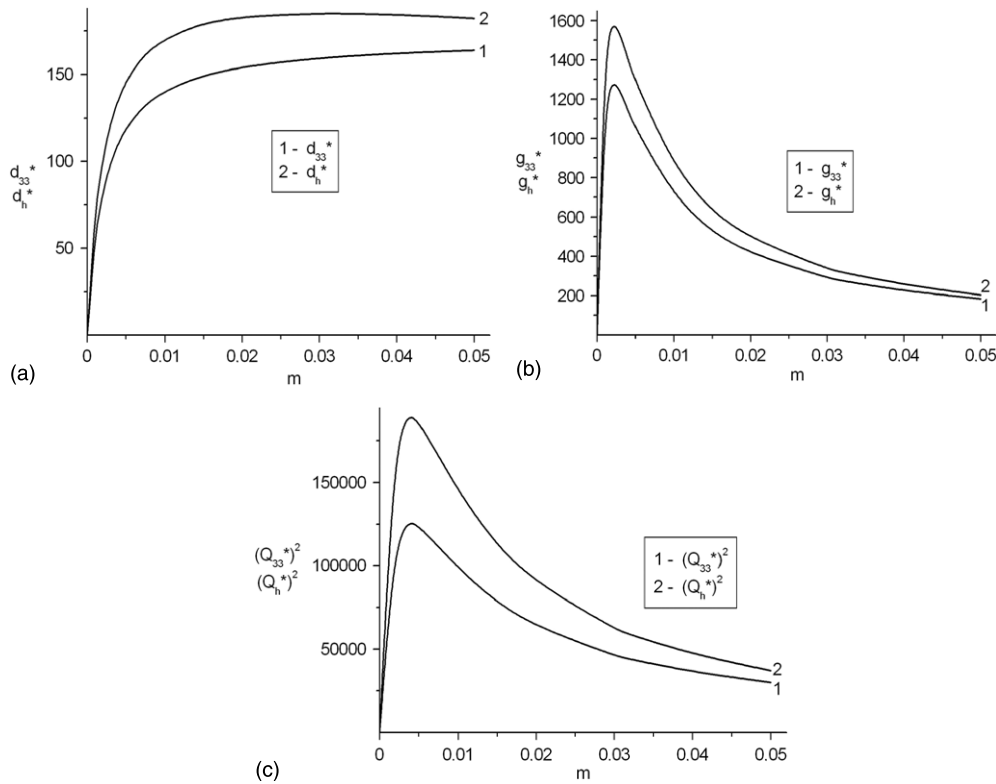 150
100
50
d33*
dh*
1 - d33*
2 - dh*
2
1
0
0.01
0.02
0.03
0.04
0.05
m
(a)
1600
1400
1200
1000
800
600
400
200
g33*
gh*
1 - g33*
2 - gh*
2
1
0
0.01
0.02
0.03
0.04
0.05
m
(b)
150000
100000
50000
(Q33*)²
(Qh*)²
1 - (Q33*)²
2 - (Qh*)²
2
1
0
0.01
0.02
0.03
0.04
0.05
m
(c)